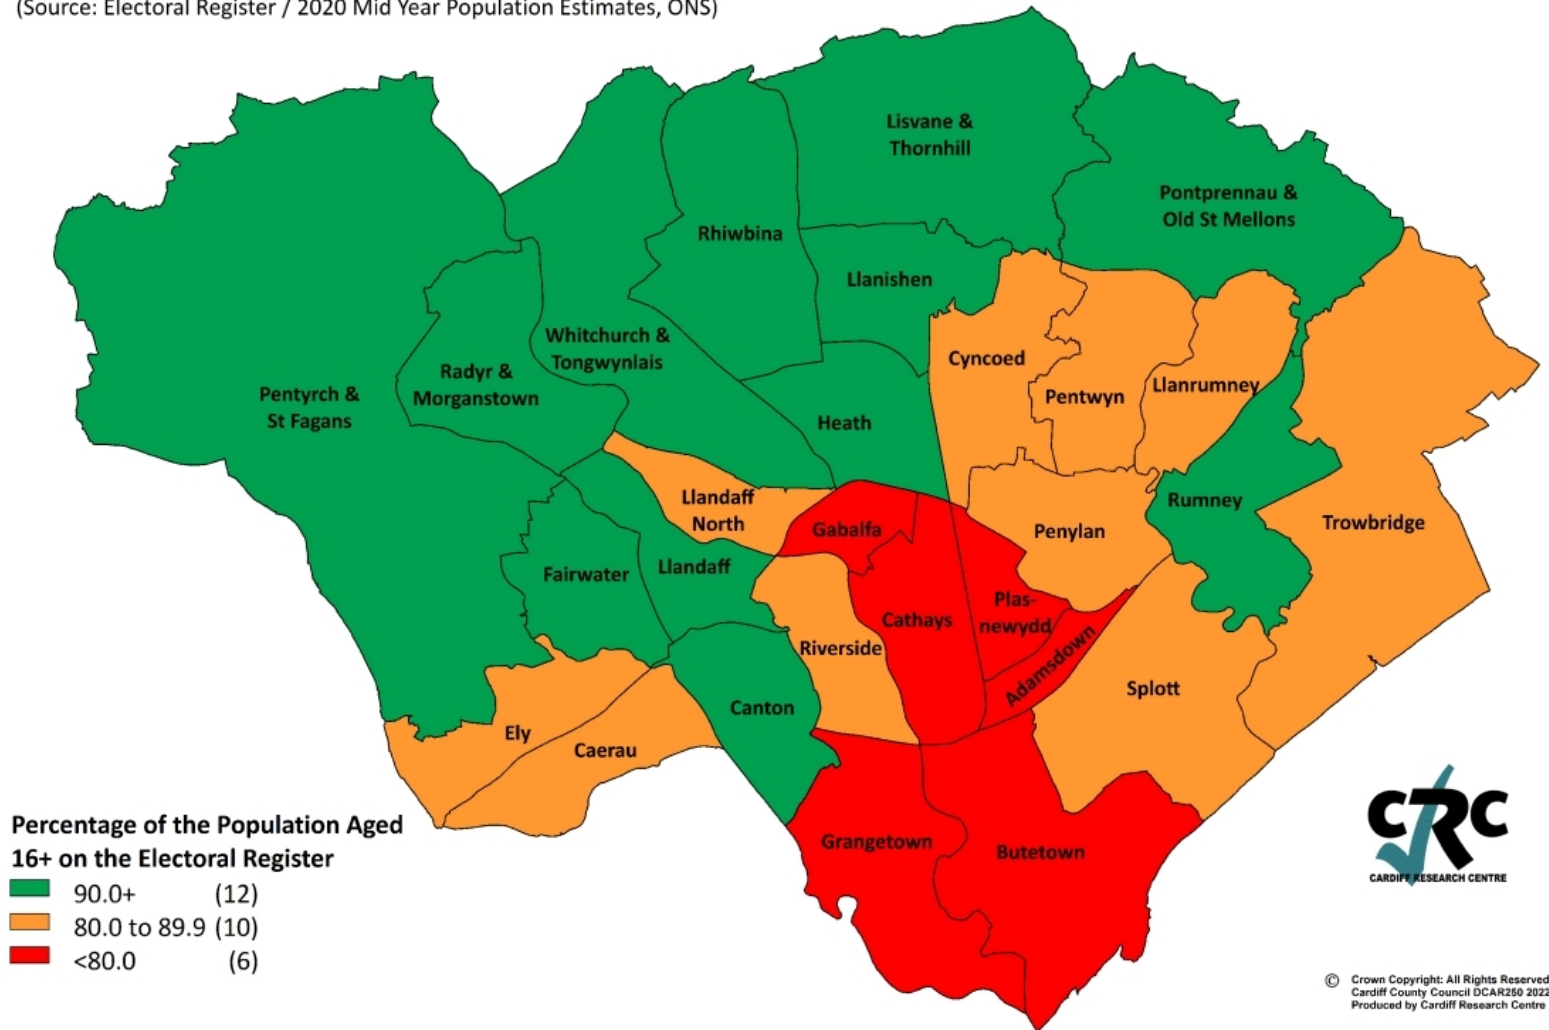 (Source: Electoral Register / 2020 Mid Year Population Estimates, ONS)
Lisvane &
Thornhill
Pontprennau &
Old St Mellons
Rhiwbina
Llanishen
Whitchurch &
Tongwynlais
Cyncoed
Radyr &
Morganstown
Pentwyn
Llanrumney
Pentyrch &
St Fagans
Heath
Llandaff
North
Gabalfa
Penylan
Rumney
Trowbridge
Fairwater
Llandaff
Cathays
Plas-
newydd
Riverside
Adamsdown
Splott
Canton
Ely
Caerau
Grangetown
Butetown
Percentage of the Population Aged
16+ on the Electoral Register
90.0+ (12)
80.0 to 89.9 (10)
<80.0 (6)
CRC
CARDIFF RESEARCH CENTRE
© Crown Copyright: All Rights Reserved
Cardiff County Council DCAR250 2022
Produced by Cardiff Research Centre